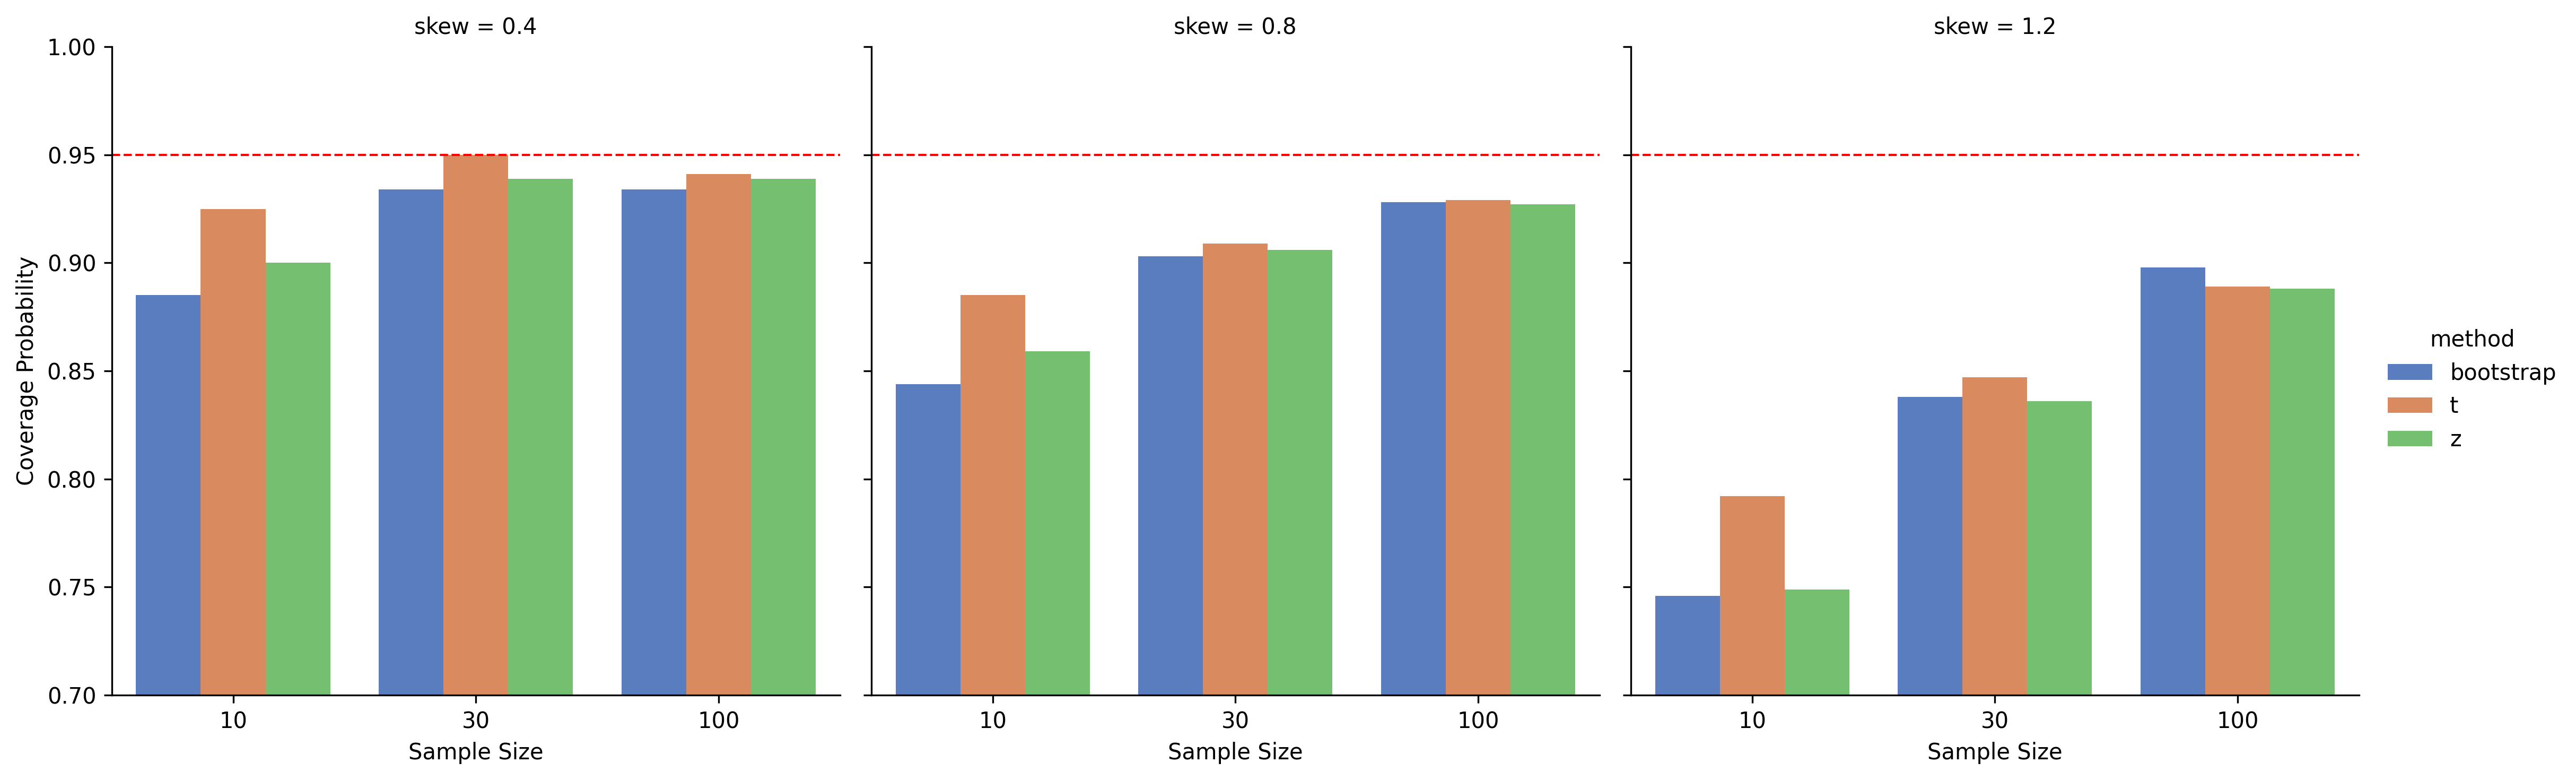 skew = 0.4
skew = 0.8
skew = 1.2
1.00
0.95
0.90
0.85
0.80
0.75
0.70
Coverage Probability
10 30 100
10 30 100
10 30 100
Sample Size
Sample Size
Sample Size
method
bootstrap
t
z